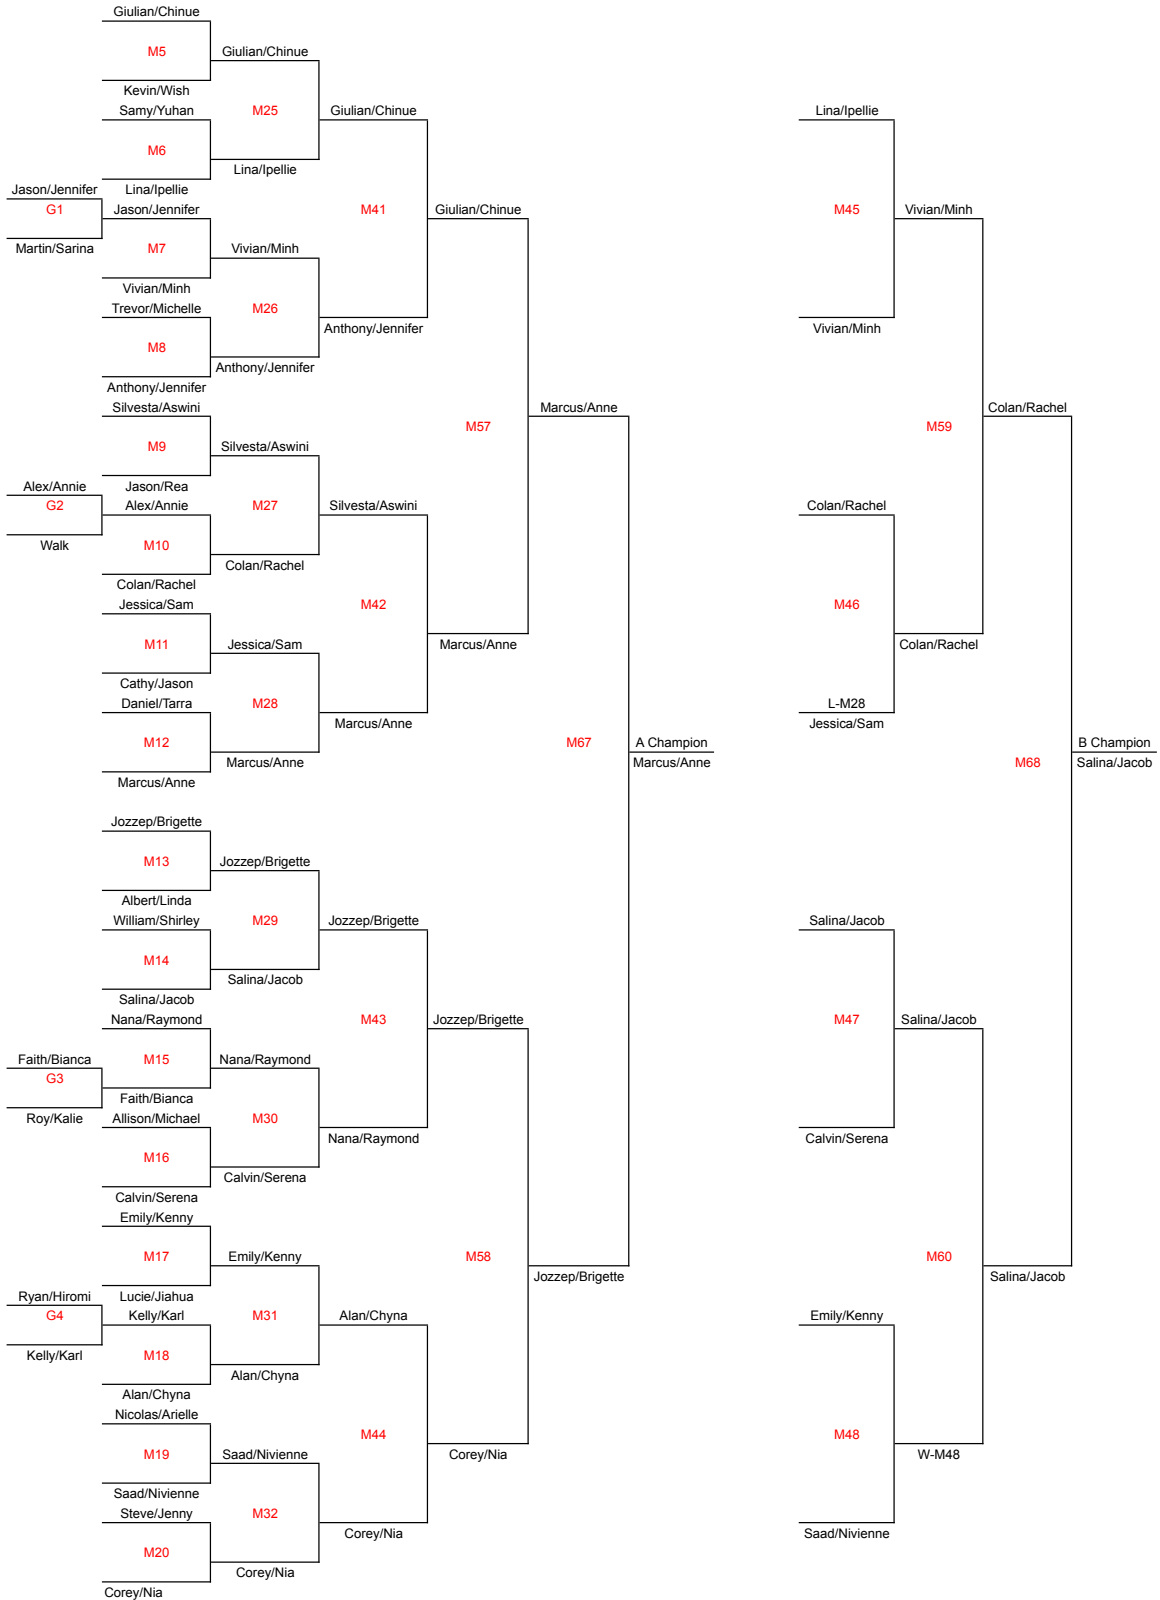 Giulian/Chinue
M5
Giulian/Chinue
Kevin/Wish
Samy/Yuhan
M25
Giulian/Chinue
Lina/Ipellie
M6
Lina/Ipellie
Jason/Jennifer
Lina/Ipellie
G1
Jason/Jennifer
M41
Giulian/Chinue
M45
Vivian/Minh
Martin/Sarina
M7
Vivian/Minh
Vivian/Minh
Trevor/Michelle
M26
Anthony/Jennifer
Vivian/Minh
M8
Anthony/Jennifer
Anthony/Jennifer
Silvesta/Aswini
Marcus/Anne
Colan/Rachel
M57
M59
M9
Silvesta/Aswini
Alex/Annie
Jason/Rea
G2
Alex/Annie
M27
Silvesta/Aswini
Colan/Rachel
Walk
M10
Colan/Rachel
Colan/Rachel
Jessica/Sam
M42
M46
M11
Jessica/Sam
Marcus/Anne
Colan/Rachel
Cathy/Jason
Daniel/Tarra
M28
L-M28
Marcus/Anne
Jessica/Sam
M12
M67
A Champion
B Champion
Marcus/Anne
Marcus/Anne
M68
Salina/Jacob
Marcus/Anne
Jozzep/Brigette
M13
Jozzep/Brigette
Albert/Linda
William/Shirley
M29
Jozzep/Brigette
Salina/Jacob
M14
Salina/Jacob
Salina/Jacob
Nana/Raymond
M43
Jozzep/Brigette
M47
Salina/Jacob
Faith/Bianca
M15
Nana/Raymond
G3
Faith/Bianca
Roy/Kalie
Allison/Michael
M30
Nana/Raymond
Calvin/Serena
M16
Calvin/Serena
Calvin/Serena
Emily/Kenny
M17
Emily/Kenny
M58
M60
Jozzep/Brigette
Salina/Jacob
Ryan/Hiromi
Lucie/Jiahua
G4
Kelly/Karl
M31
Alan/Chyna
Emily/Kenny
Kelly/Karl
M18
Alan/Chyna
Alan/Chyna
Nicolas/Arielle
M44
M48
M19
Saad/Nivienne
Corey/Nia
W-M48
Saad/Nivienne
Steve/Jenny
M32
Corey/Nia
Saad/Nivienne
M20
Corey/Nia
Corey/Nia